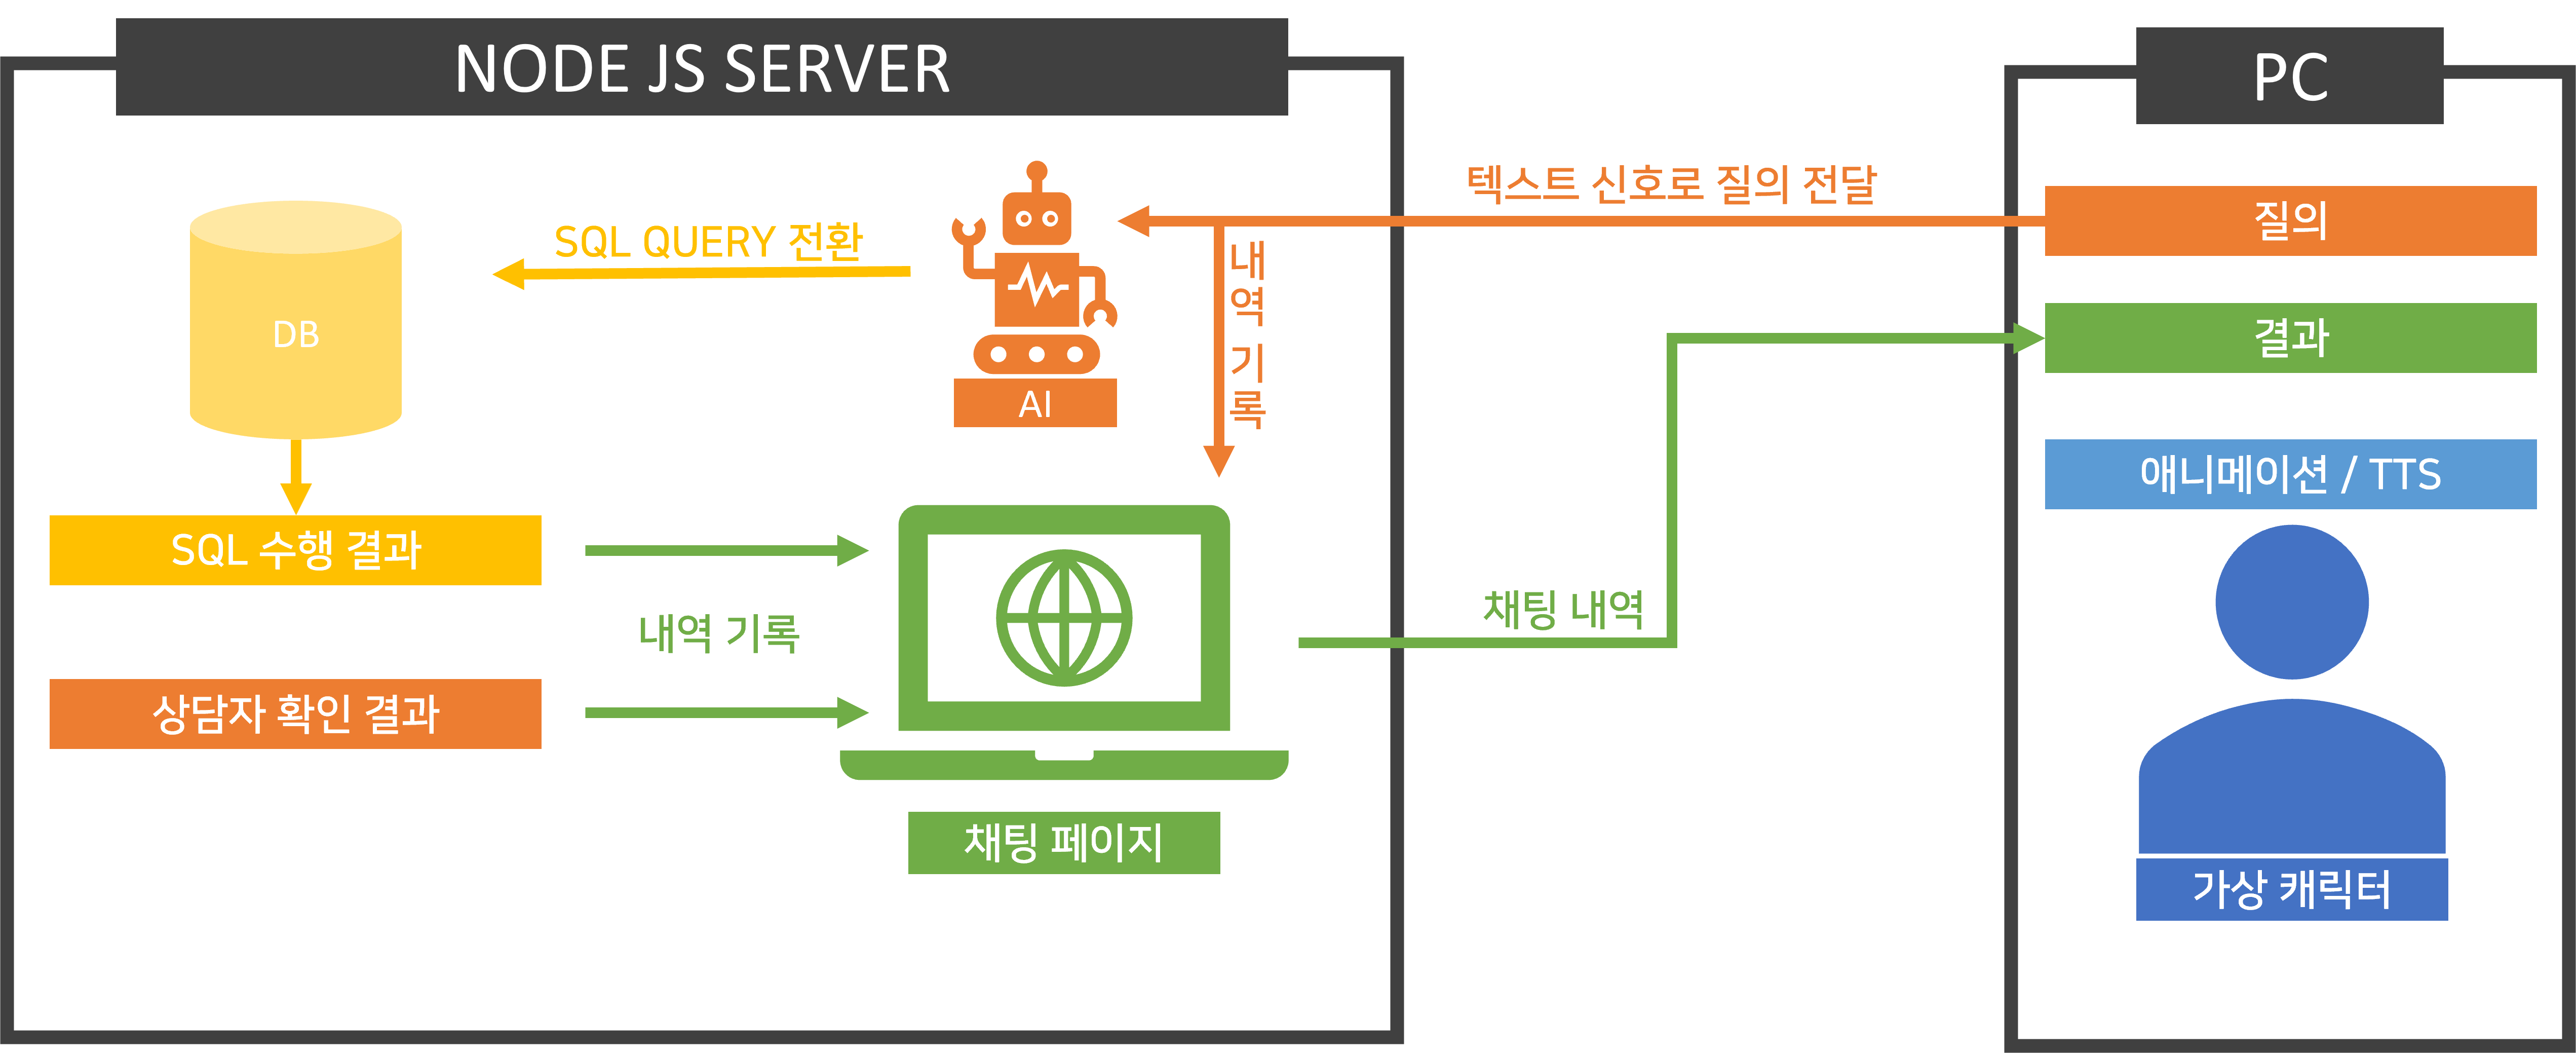 NODE JS SERVER
PC
텍스트 신호로 질의 전달
질의
SQL QUERY 전환
내역 기록
DB
결과
AI
애니메이션 / TTS
SQL 수행 결과
내역 기록
채팅 내역
상담자 확인 결과
채팅 페이지
가상 캐릭터